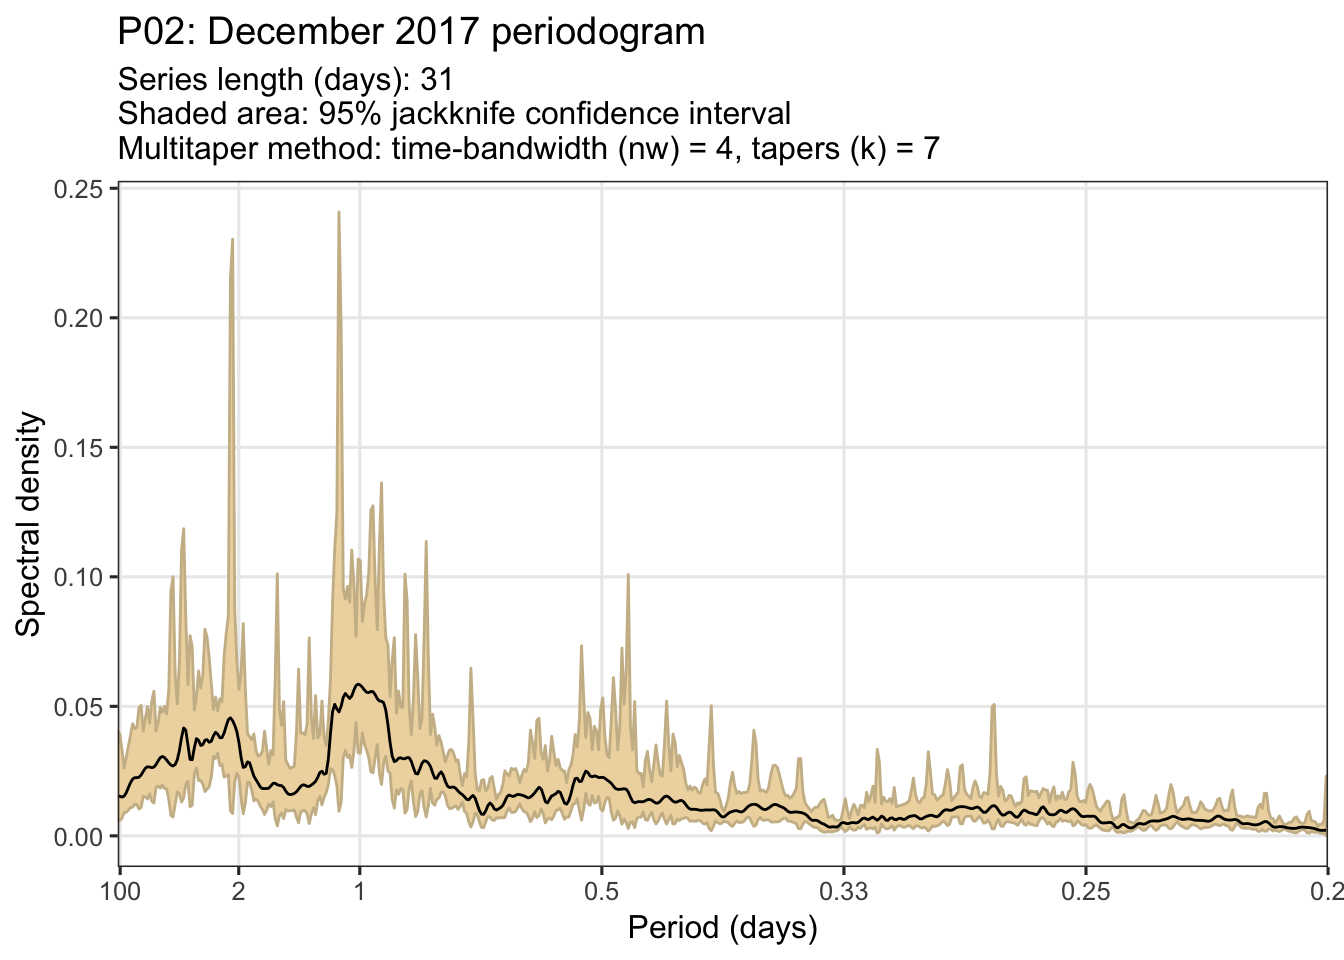 P02: December 2017 periodogram
Series length (days): 31
Shaded area: 95% jackknife confidence interval
Multitaper method: time-bandwidth (nw) = 4, tapers (k) = 7
0.25
0.20
0.15
0.10
0.05
0.00
Spectral density
100 2 1 0.5 0.33 0.25 0.2
Period (days)